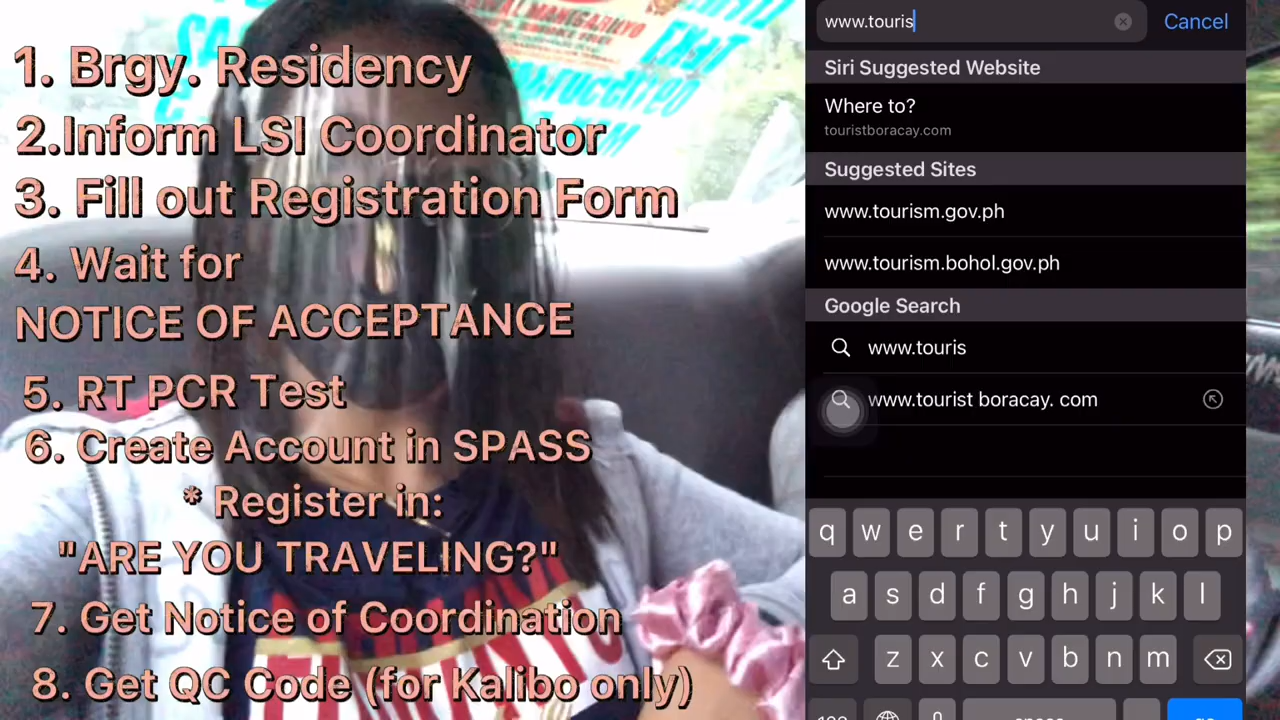 1. Brgy. Residency
2.Inform LSI Coordinator
3. Fill out Registration Form
4. Wait for
NOTICE OF ACCEPTANCE
5. RT PCR Test
6. Create Account in SPASS
* Register in:
"ARE YOU TRAVELING?"
7. Get Notice of Coordination
8. Get QC Code (for Kalibo only)
www.touris
Cancel
Siri Suggested Website
Where to?
touristboracay.com
Suggested Sites
www.tourism.gov.ph
www.tourism.bohol.gov.ph
Google Search
www.touris
www.tourist boracay. com
q w e r t y u i o p
a s d f g h j k l
z x c v b n m
123
space
go